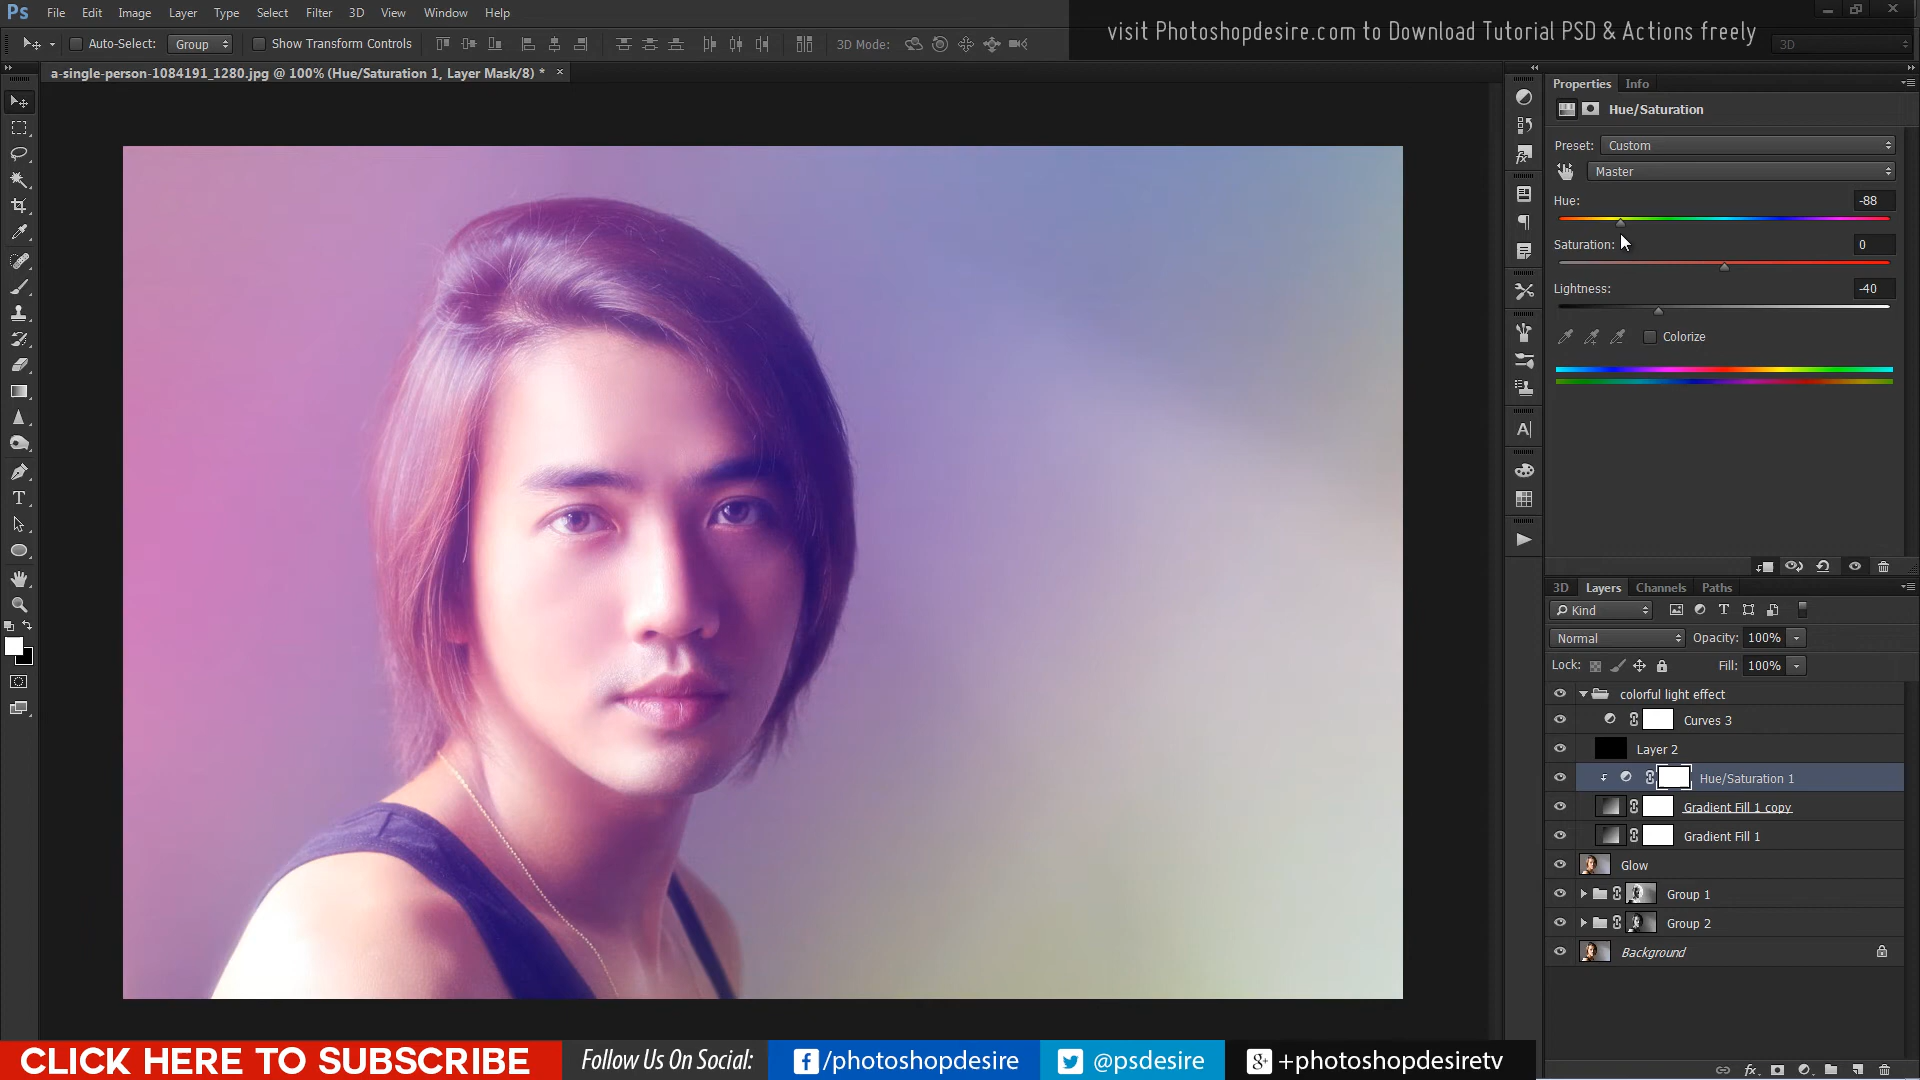 Ps File Edit Image Layer Type Select Filter 3D View Window Help
visit Photoshopdesire.com to Download Tutorial PSD & Actions freely
Auto-Select: Group Show Transform Controls 3D Mode: 3D
a-single-person-1084191_1280.jpg @ 100% (Hue/Saturation 1, Layer Mask/8) * ×
Properties Info
Hue/Saturation
Preset: Custom
Master
Hue: -88
Saturation: 0
Lightness: -40
Colorize
3D Layers Channels Paths
Kind
Normal Opacity: 100%
Lock: Fill: 100%
colorful light effect
Curves 3
Layer 2
Hue/Saturation 1
Gradient Fill 1 copy
Gradient Fill 1
Glow
Group 1
Group 2
Background
CLICK HERE TO SUBSCRIBE Follow Us On Social: /photoshopdesire @psdesire +photoshopdesiretv